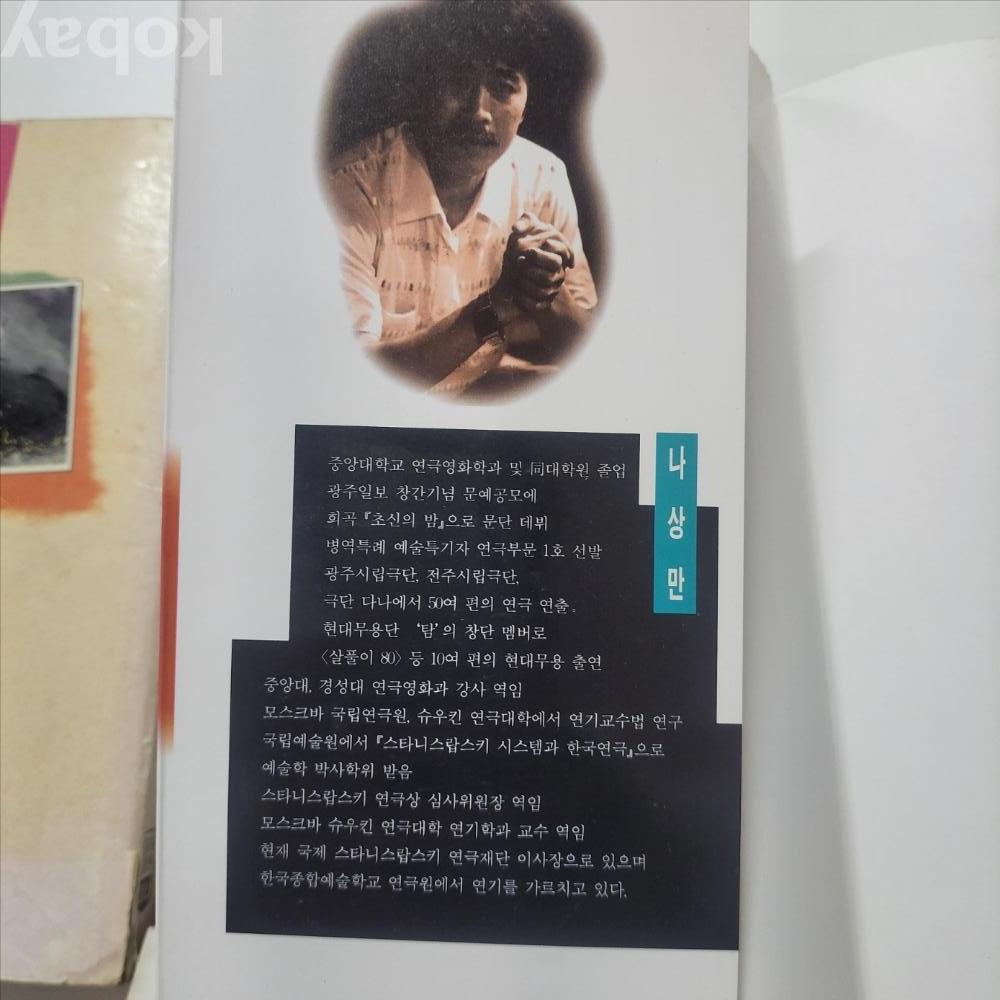 kobay
나상만
중앙대학교 연극영화학과 및 同대학원 졸업
광주일보 창간기념 문예공모에
희곡 『초신의 밤』으로 문단 데뷔
병역특례 예술특기자 연극부문 1호 선발
광주시립극단, 전주시립극단,
극단 다나에서 50여 편의 연극 연출.
현대무용단 ‘탐’의 창단 멤버로
〈살풀이 80〉 등 10여 편의 현대무용 출연
중앙대, 경성대 연극영화과 강사 역임
모스크바 국립연극원, 슈우킨 연극대학에서 연기교수법 연구
국립예술원에서 『스타니스랍스키 시스템과 한국연극』으로
예술학 박사학위 받음
스타니스랍스키 연극상 심사위원장 역임
모스크바 슈우킨 연극대학 연기학과 교수 역임
현재 국제 스타니스랍스키 연극재단 이사장으로 있으며
한국종합예술학교 연극원에서 연기를 가르치고 있다.